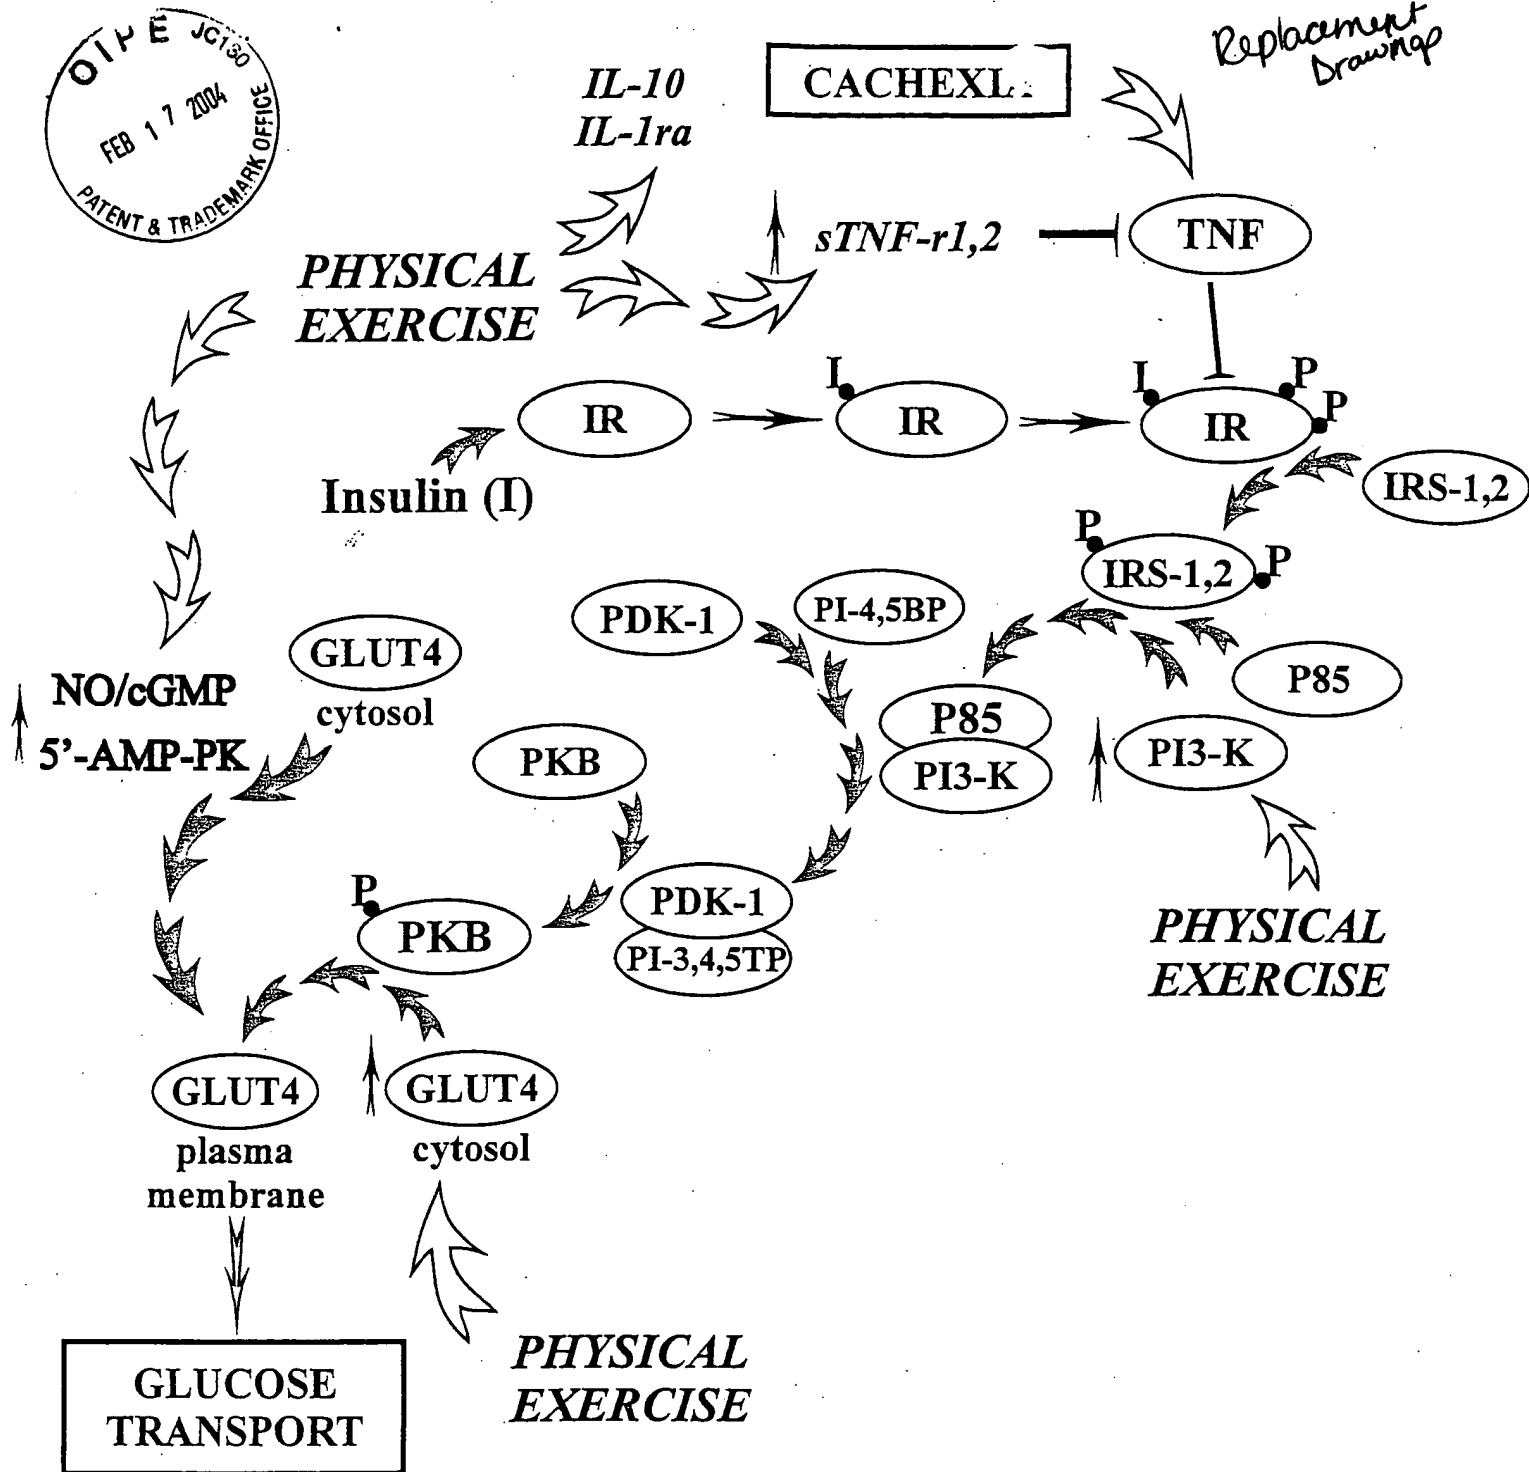 OIPE JC130
FEB 17 2004
PATENT & TRADEMARK OFFICE
Replacement
Drawings
IL-10
IL-1ra
CACHEXI
sTNF-r1,2
TNF
PHYSICAL
EXERCISE
I
IR
I
IR
I
P
P
IR
Insulin (I)
IRS-1,2
P
IRS-1,2
P
PDK-1
PI-4,5BP
GLUT4
cytosol
NO/cGMP
5'-AMP-PK
P85
P85
PI3-K
PI3-K
PKB
P
PKB
PDK-1
PI-3,4,5TP
PHYSICAL
EXERCISE
GLUT4
plasma
membrane
GLUT4
cytosol
GLUCOSE
TRANSPORT
PHYSICAL
EXERCISE